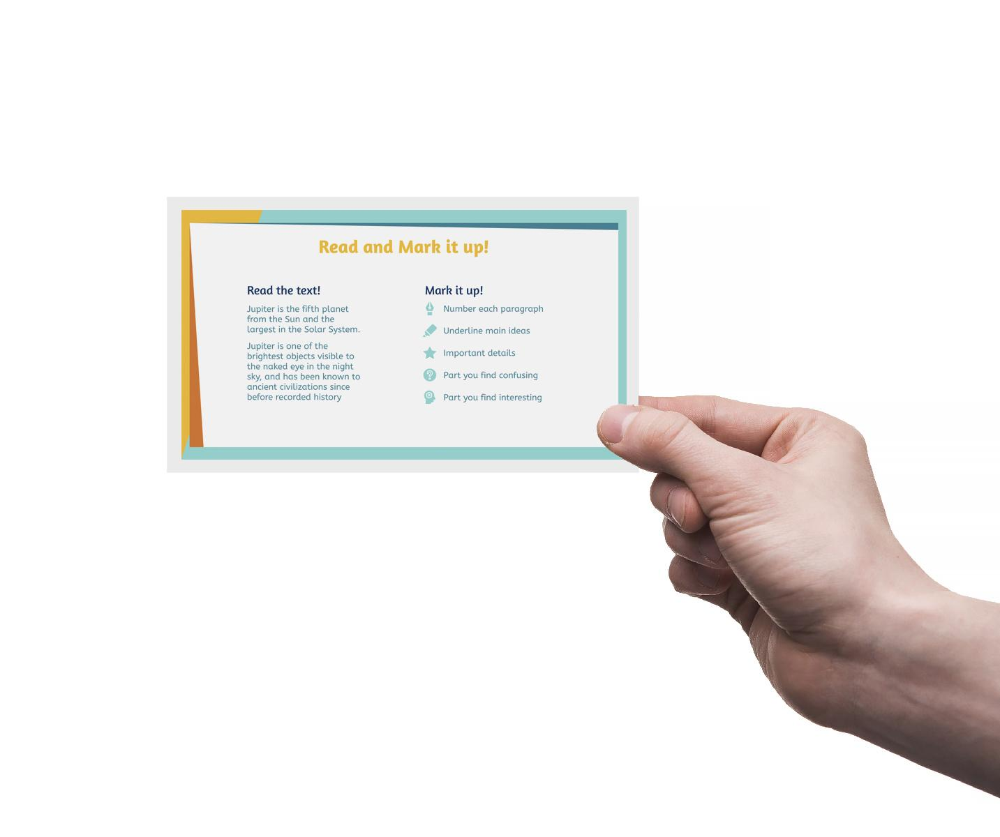 Read and Mark it up!
Read the text!
Jupiter is the fifth planet
from the Sun and the
largest in the Solar System.
Jupiter is one of the
brightest objects visible to
the naked eye in the night
sky, and has been known to
ancient civilizations since
before recorded history
Mark it up!
Number each paragraph
Underline main ideas
Important details
Part you find confusing
Part you find interesting